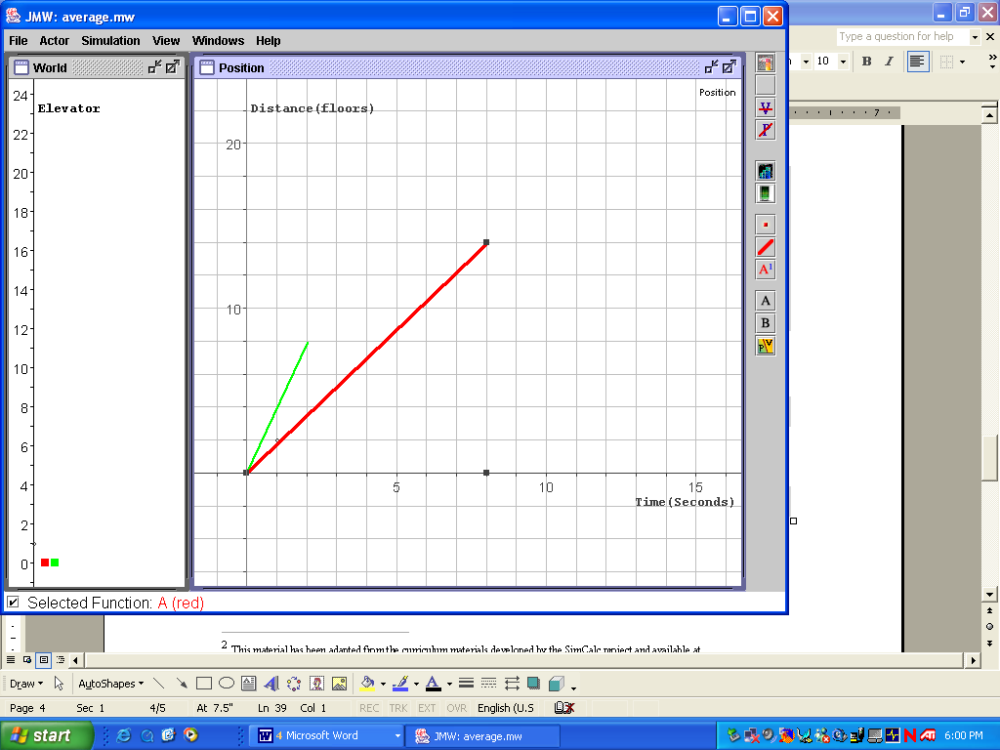 JMW: average.mw
File Actor Simulation View Windows Help
Type a question for help
10 B I
World
Position
7
Position
Elevator
Distance(floors)
24
22
20
18
16
14
12
10
8
6
4
2
0
20
10
5 10 15
Time(Seconds)
V
P
A1
A
B
P V
Selected Function: A (red)
2 This material has been adapted from the curriculum materials developed by the SimCalc project and available at
Draw AutoShapes
Page 4 Sec 1 4/5 At 7.5" Ln 39 Col 1 REC TRK EXT OVR English (U.S
start
4 Microsoft Word
JMW: average.mw
6:00 PM